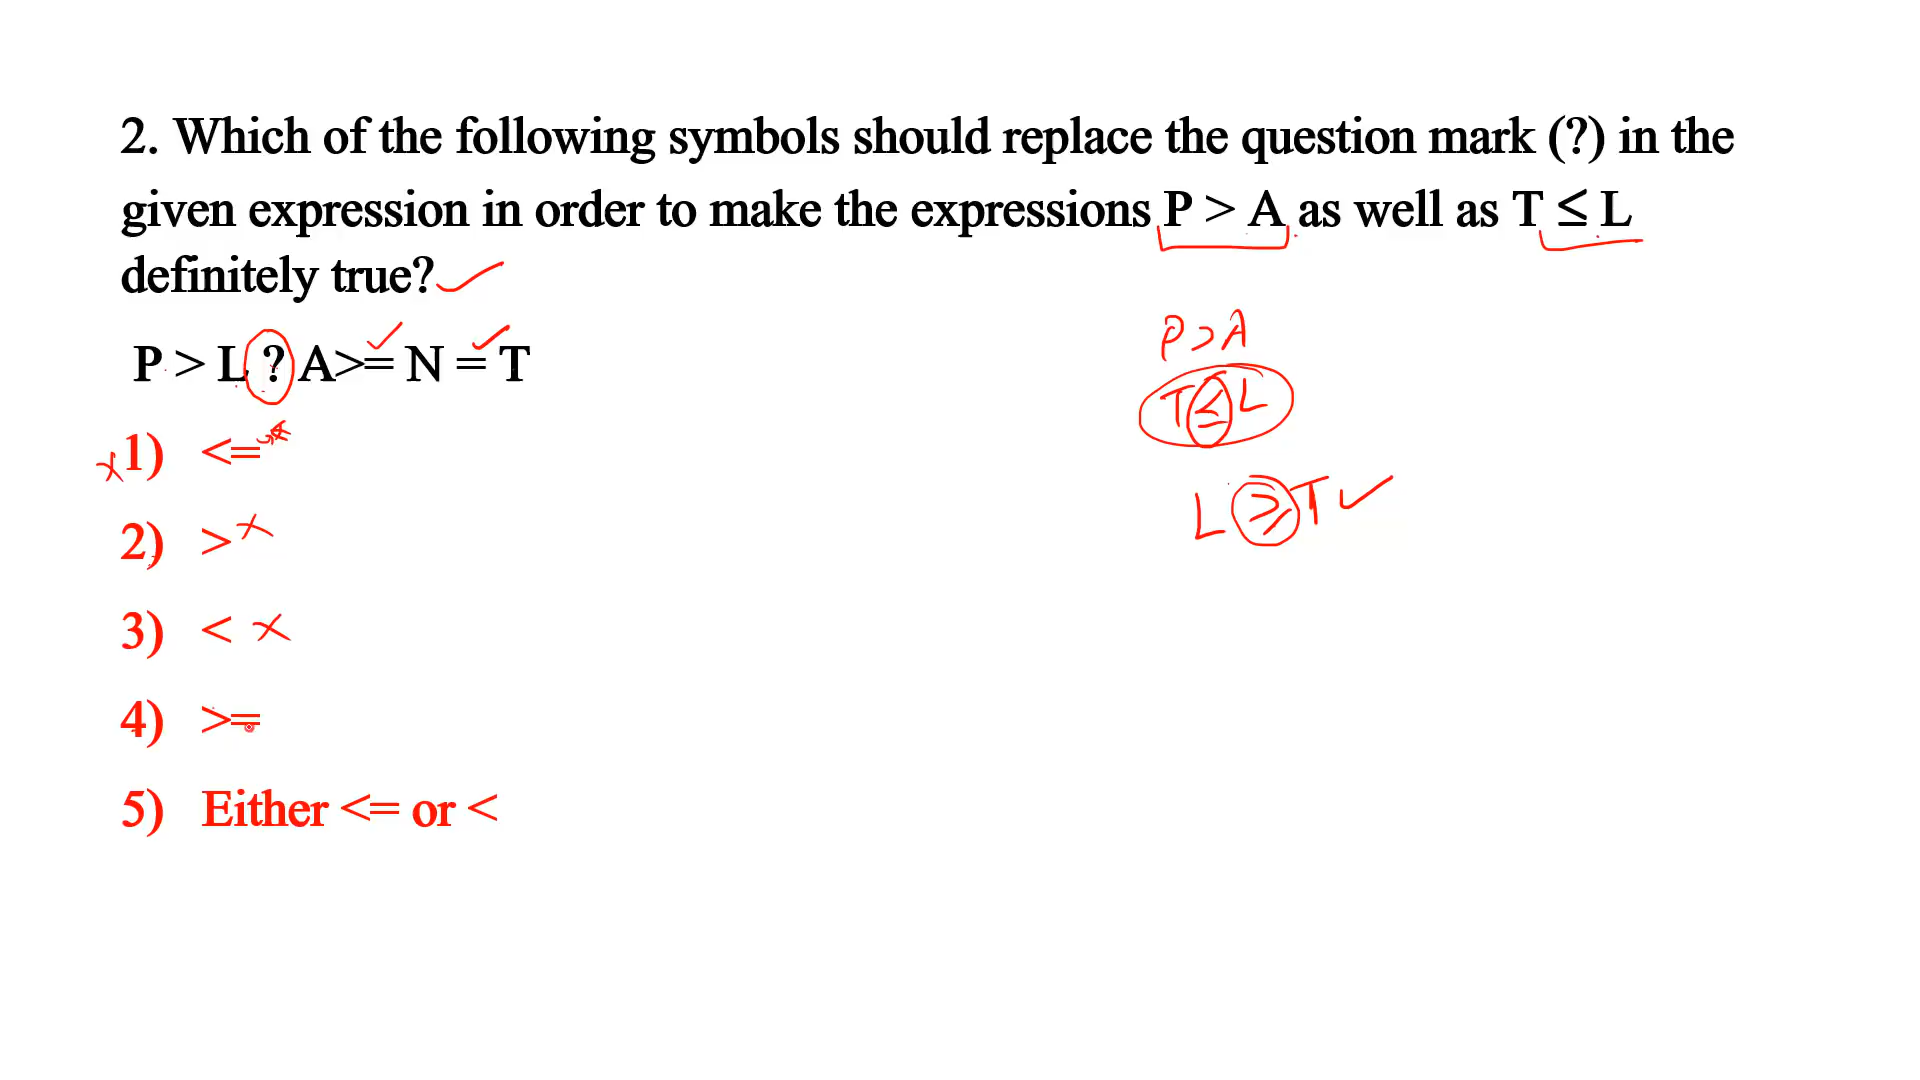 2. Which of the following symbols should replace the question mark (?) in the
given expression in order to make the expressions P > A as well as T ≤ L
definitely true?
P > L ? A>= N = T
1) <=
2) >
3) <
4) >=
5) Either <= or <
P > A
T ≤ L
L ≥ T